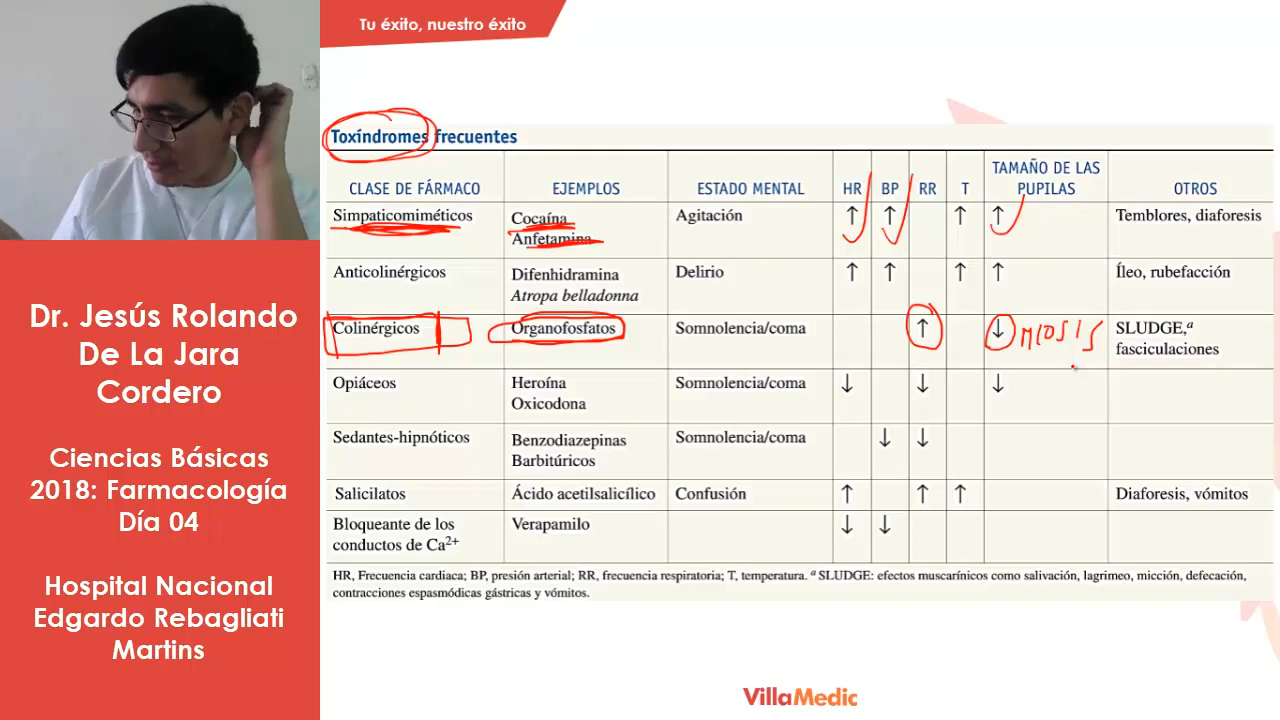 Tu éxito, nuestro éxito
Dr. Jesús Rolando
De La Jara
Cordero
Ciencias Básicas
2018: Farmacología
Día 04
Hospital Nacional
Edgardo Rebagliati
Martins
Toxíndromes frecuentes
CLASE DE FÁRMACO EJEMPLOS ESTADO MENTAL HR BP RR T TAMAÑO DE LAS PUPILAS OTROS
Simpaticomiméticos Cocaína Agitación ↑ ↑ ↑ ↑ Temblores, diaforesis
Anfetamina
Anticolinérgicos Difenhidramina Delirio ↑ ↑ ↑ ↑ Íleo, rubefacción
Atropa belladonna
Colinérgicos Organofosfatos Somnolencia/coma ↑ ↓ MIOSIS SLUDGE,ª
fasciculaciones
Opiáceos Heroína Somnolencia/coma ↓ ↓ ↓
Oxicodona
Sedantes-hipnóticos Benzodiazepinas Somnolencia/coma ↓ ↓
Barbitúricos
Salicilatos Ácido acetilsalicílico Confusión ↑ ↑ ↑ Diaforesis, vómitos
Bloqueante de los Verapamilo ↓ ↓
conductos de Ca²⁺
HR, Frecuencia cardiaca; BP, presión arterial; RR, frecuencia respiratoria; T, temperatura. ª SLUDGE: efectos muscarínicos como salivación, lagrimeo, micción, defecación,
contracciones espasmódicas gástricas y vómitos.
VillaMedic